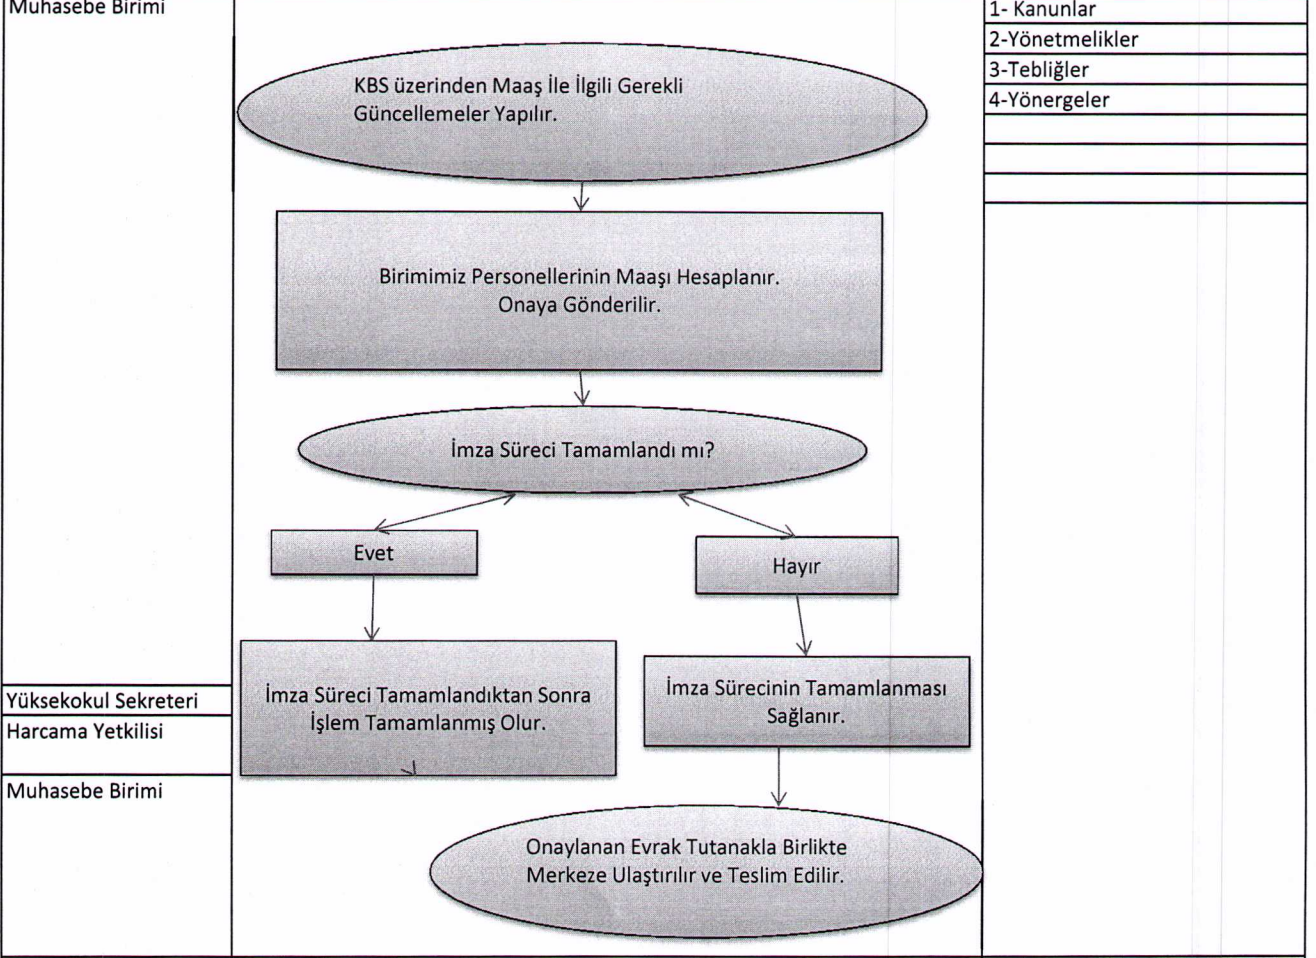 Muhasebe Birimi
1- Kanunlar
2-Yönetmelikler
3-Tebliğler
4-Yönergeler
KBS üzerinden Maaş İle İlgili Gerekli
Güncellemeler Yapılır.
Birimimiz Personellerinin Maaşı Hesaplanır.
Onaya Gönderilir.
İmza Süreci Tamamlandı mı?
Evet
Hayır
Yüksekokul Sekreteri
Harcama Yetkilisi
İmza Süreci Tamamlandıktan Sonra
İşlem Tamamlanmış Olur.
İmza Sürecinin Tamamlanması
Sağlanır.
Muhasebe Birimi
Onaylanan Evrak Tutanakla Birlikte
Merkeze Ulaştırılır ve Teslim Edilir.